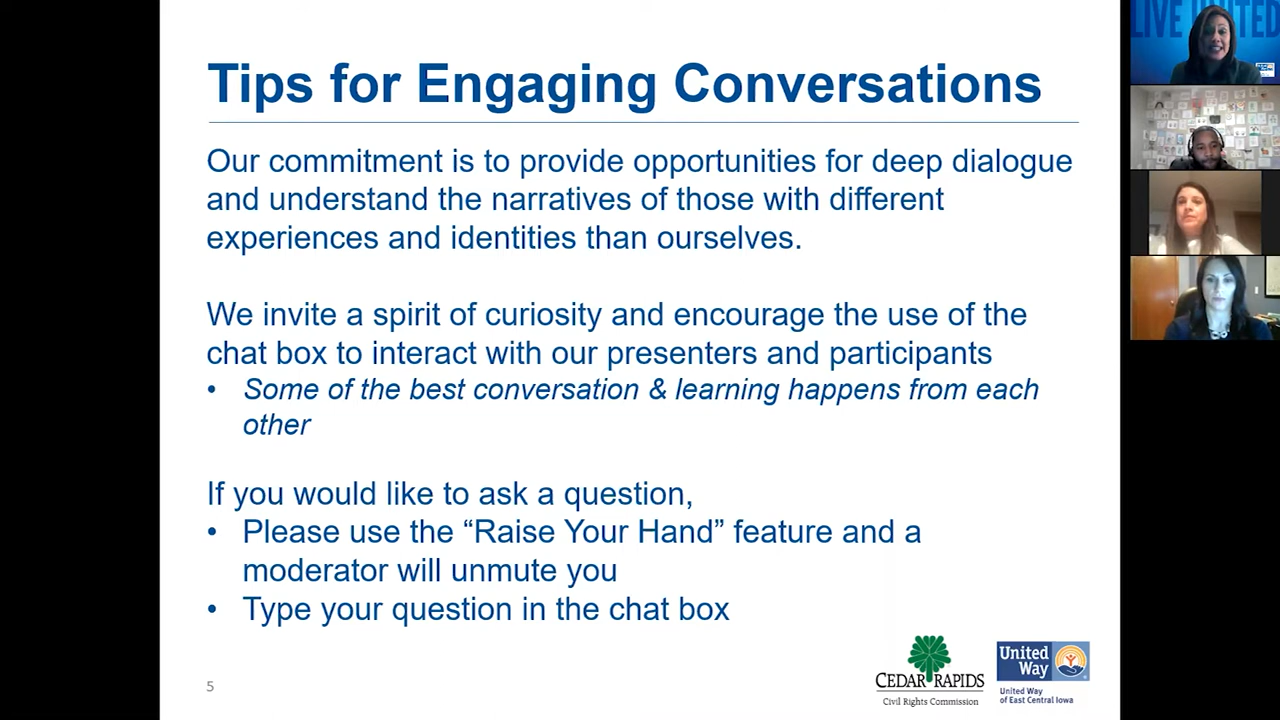 LIVE UNITED
Tips for Engaging Conversations
Our commitment is to provide opportunities for deep dialogue
and understand the narratives of those with different
experiences and identities than ourselves.
We invite a spirit of curiosity and encourage the use of the
chat box to interact with our presenters and participants
• Some of the best conversation & learning happens from each
other
If you would like to ask a question,
• Please use the “Raise Your Hand” feature and a
moderator will unmute you
• Type your question in the chat box
5
CEDAR RAPIDS
Civil Rights Commission
United
Way
United Way
of East Central Iowa